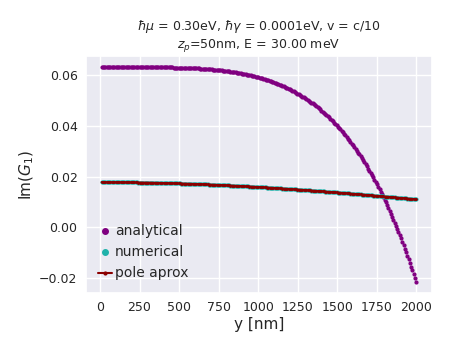 ħμ = 0.30eV, ħγ = 0.0001eV, v = c/10
z_p=50nm, E = 30.00 meV
Im(G_1)
0.06
0.04
0.02
0.00
−0.02
analytical
numerical
pole aprox
0 250 500 750 1000 1250 1500 1750 2000
y [nm]